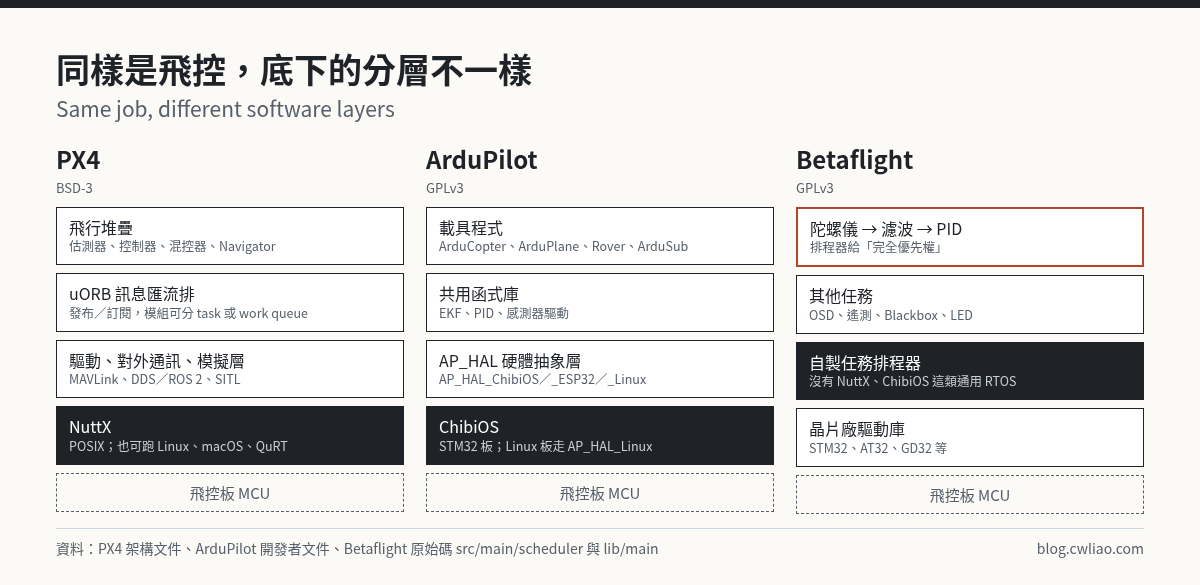 同樣是飛控，底下的分層不一樣
Same job, different software layers
PX4
BSD-3
飛行堆疊
估測器、控制器、混控器、Navigator
uORB 訊息匯流排
發布／訂閱，模組可分 task 或 work queue
驅動、對外通訊、模擬層
MAVLink、DDS／ROS 2、SITL
NuttX
POSIX；也可跑 Linux、macOS、QuRT
飛控板 MCU
ArduPilot
GPLv3
載具程式
ArduCopter、ArduPlane、Rover、ArduSub
共用函式庫
EKF、PID、感測器驅動
AP_HAL 硬體抽象層
AP_HAL_ChibiOS／_ESP32／_Linux
ChibiOS
STM32 板；Linux 板走 AP_HAL_Linux
飛控板 MCU
Betaflight
GPLv3
陀螺儀 → 濾波 → PID
排程器給「完全優先權」
其他任務
OSD、遙測、Blackbox、LED
自製任務排程器
沒有 NuttX、ChibiOS 這類通用 RTOS
晶片廠驅動庫
STM32、AT32、GD32 等
飛控板 MCU
資料：PX4 架構文件、ArduPilot 開發者文件、Betaflight 原始碼 src/main/scheduler 與 lib/main
blog.cwliao.com